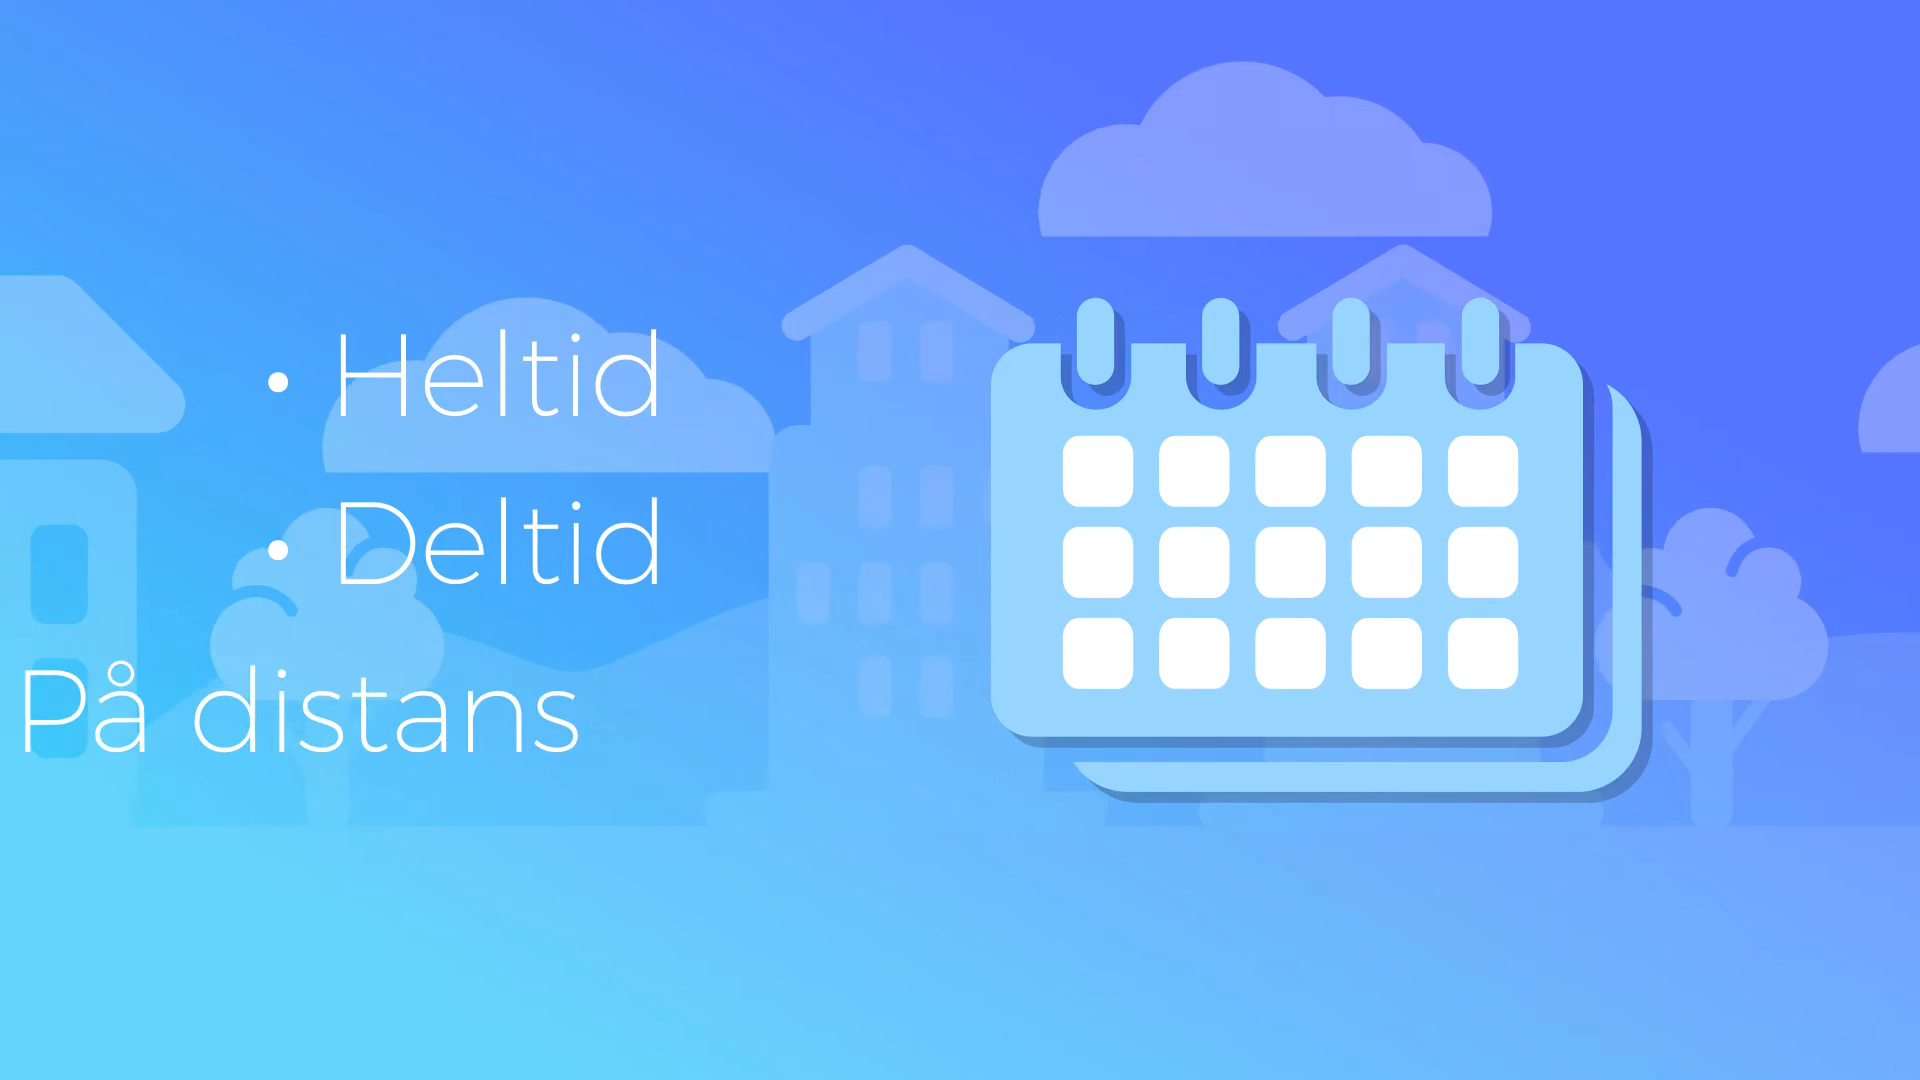 • Heltid
• Deltid
På distans